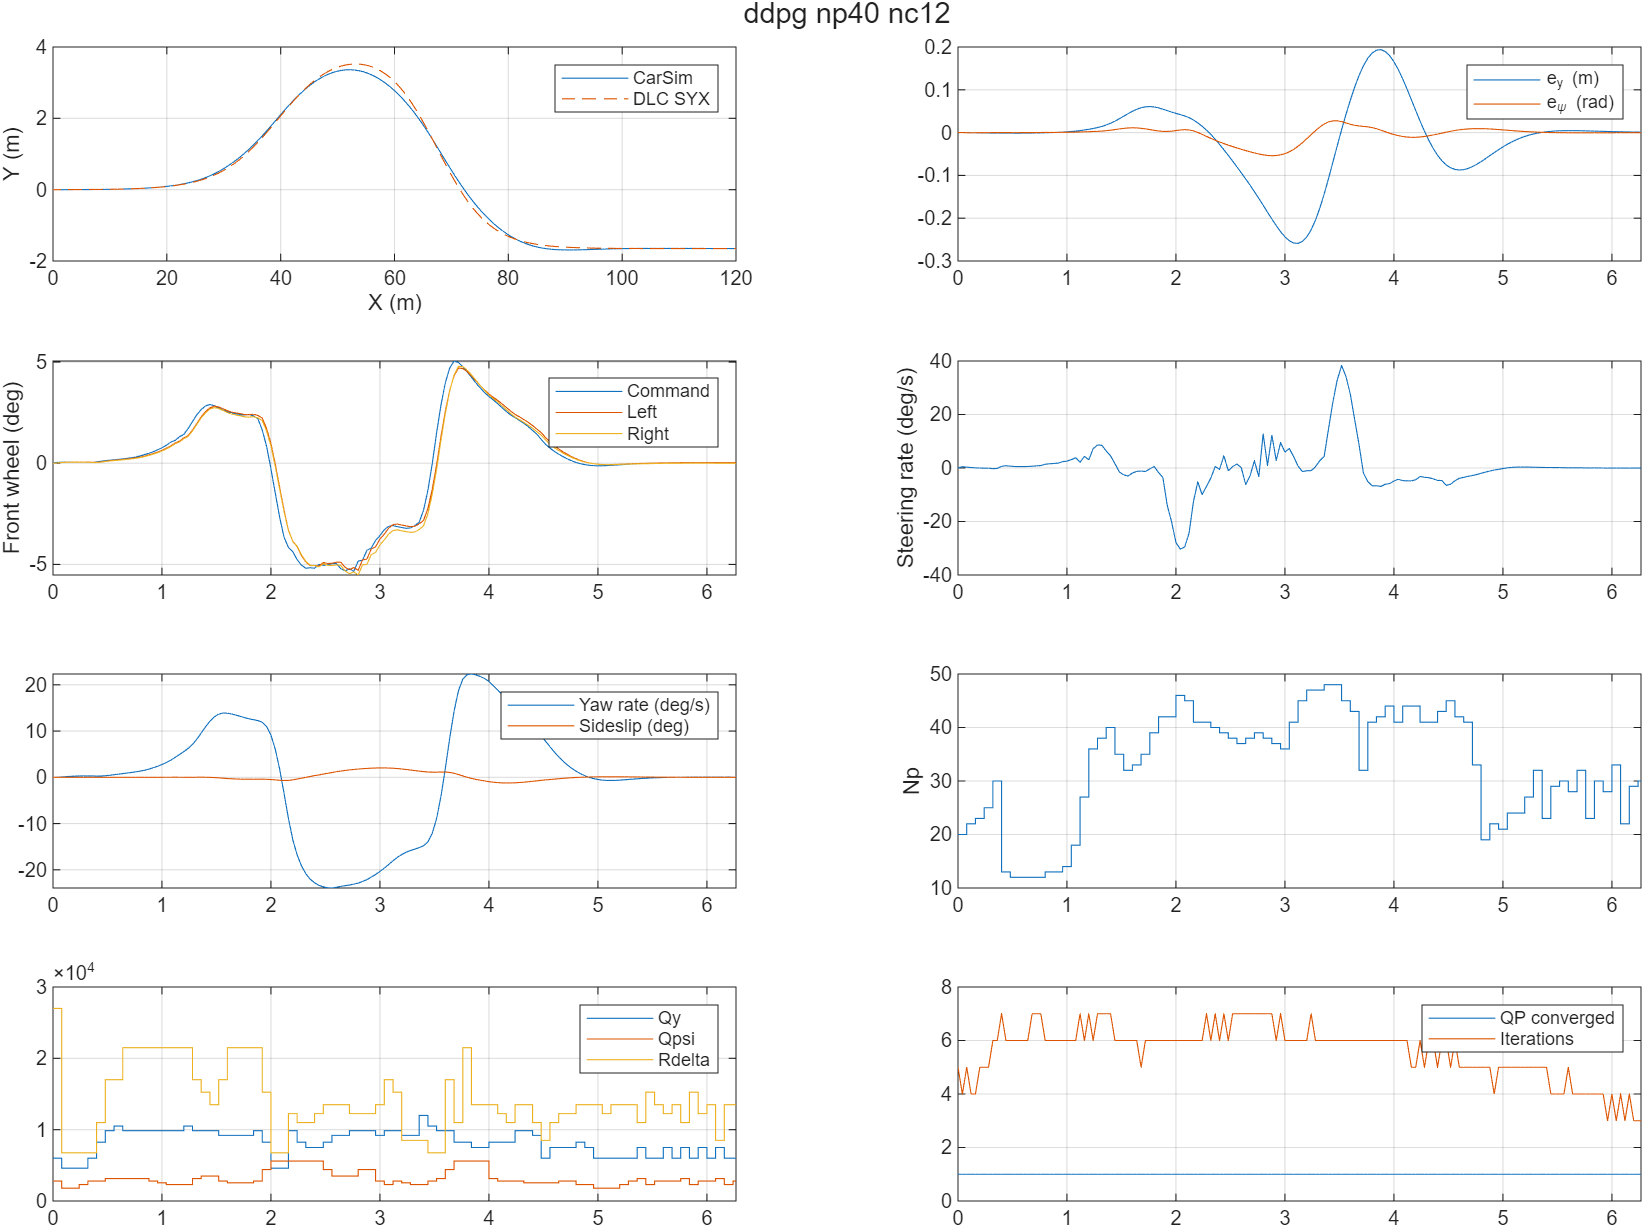 ddpg np40 nc12
4
2
0
-2
0 20 40 60 80 100 120
Y (m)
X (m)
CarSim
DLC SYX
0.2
0.1
0
-0.1
-0.2
-0.3
0 1 2 3 4 5 6
e_y (m)
e_ψ (rad)
5
0
-5
0 1 2 3 4 5 6
Front wheel (deg)
Command
Left
Right
40
20
0
-20
-40
0 1 2 3 4 5 6
Steering rate (deg/s)
20
10
0
-10
-20
0 1 2 3 4 5 6
Yaw rate (deg/s)
Sideslip (deg)
50
40
30
20
10
0 1 2 3 4 5 6
Np
×10^4
3
2
1
0
0 1 2 3 4 5 6
Qy
Qpsi
Rdelta
8
6
4
2
0
0 1 2 3 4 5 6
QP converged
Iterations